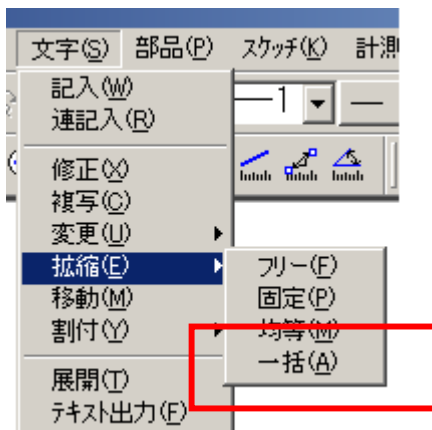 文字(S) 部品(P) スケッチ(K) 計測
記入(W)
連記入(R)
1
修正(X)
複写(C)
変更(U)
拡縮(E)
移動(M)
割付(Y)
展開(T)
テキスト出力(F)
フリー(F)
固定(P)
均等(M)
一括(A)